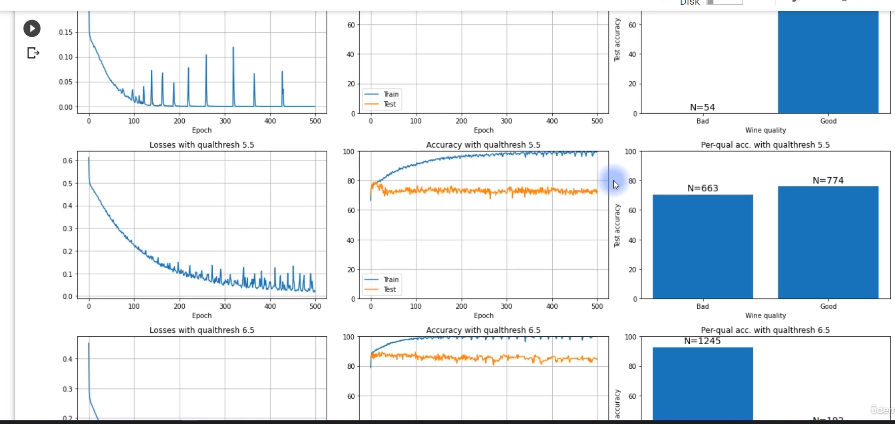 Disk
0.15
0.10
0.05
0.00
0 100 200 300 400 500
Epoch
60
40
20
0
Train
Test
0 100 200 300 400 500
Epoch
Test accuracy
60
40
20
0
N=54
Bad Good
Wine quality
Losses with qualthresh 5.5
0.6
0.5
0.4
0.3
0.2
0.1
0.0
0 100 200 300 400 500
Epoch
Accuracy with qualthresh 5.5
100
80
60
40
20
0
Train
Test
0 100 200 300 400 500
Epoch
Per-qual acc. with qualthresh 5.5
Test accuracy
100
80
60
40
20
0
N=663
N=774
Bad Good
Wine quality
Losses with qualthresh 6.5
0.4
0.3
0.2
Accuracy with qualthresh 6.5
100
80
60
Per-qual acc. with qualthresh 6.5
100
80
60
N=1245